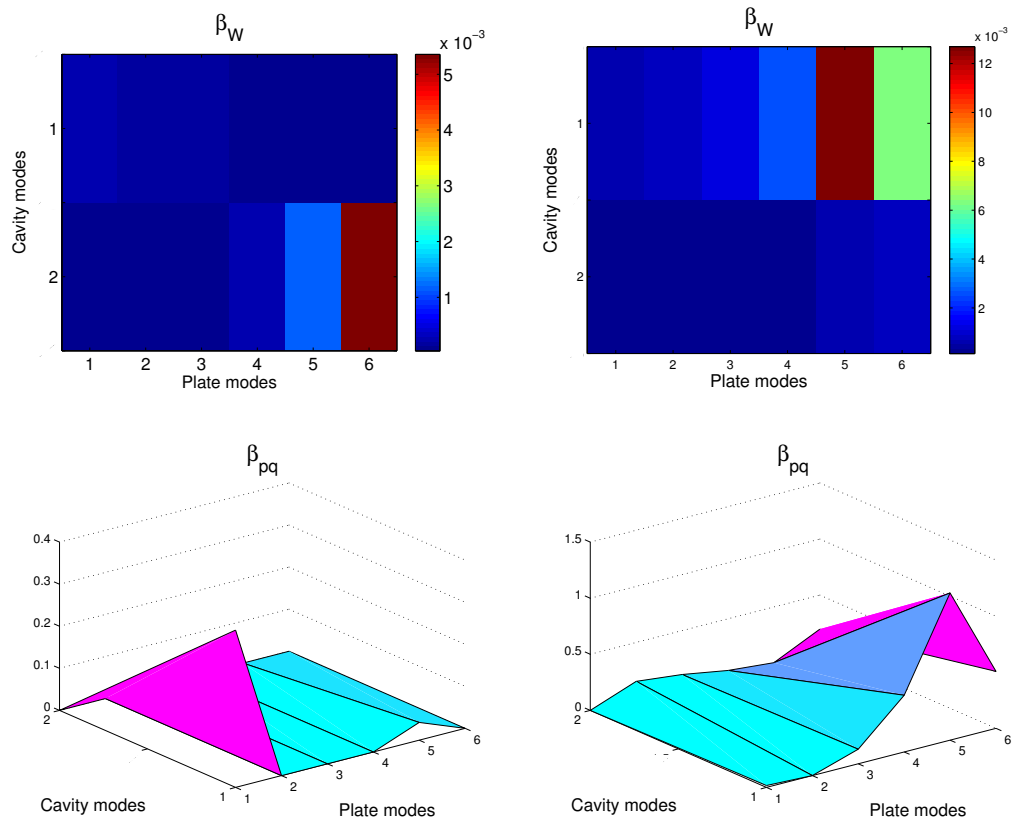 β_W
x 10^-3
5
4
3
2
1
1
2
Cavity modes
1 2 3 4 5 6
Plate modes
β_W
x 10^-3
12
10
8
6
4
2
1
2
Cavity modes
1 2 3 4 5 6
Plate modes
β_pq
0.4
0.3
0.2
0.1
0
2
1
1
2
3
4
5
6
Cavity modes
Plate modes
β_pq
1.5
1
0.5
0
2
1
1
2
3
4
5
6
Cavity modes
Plate modes